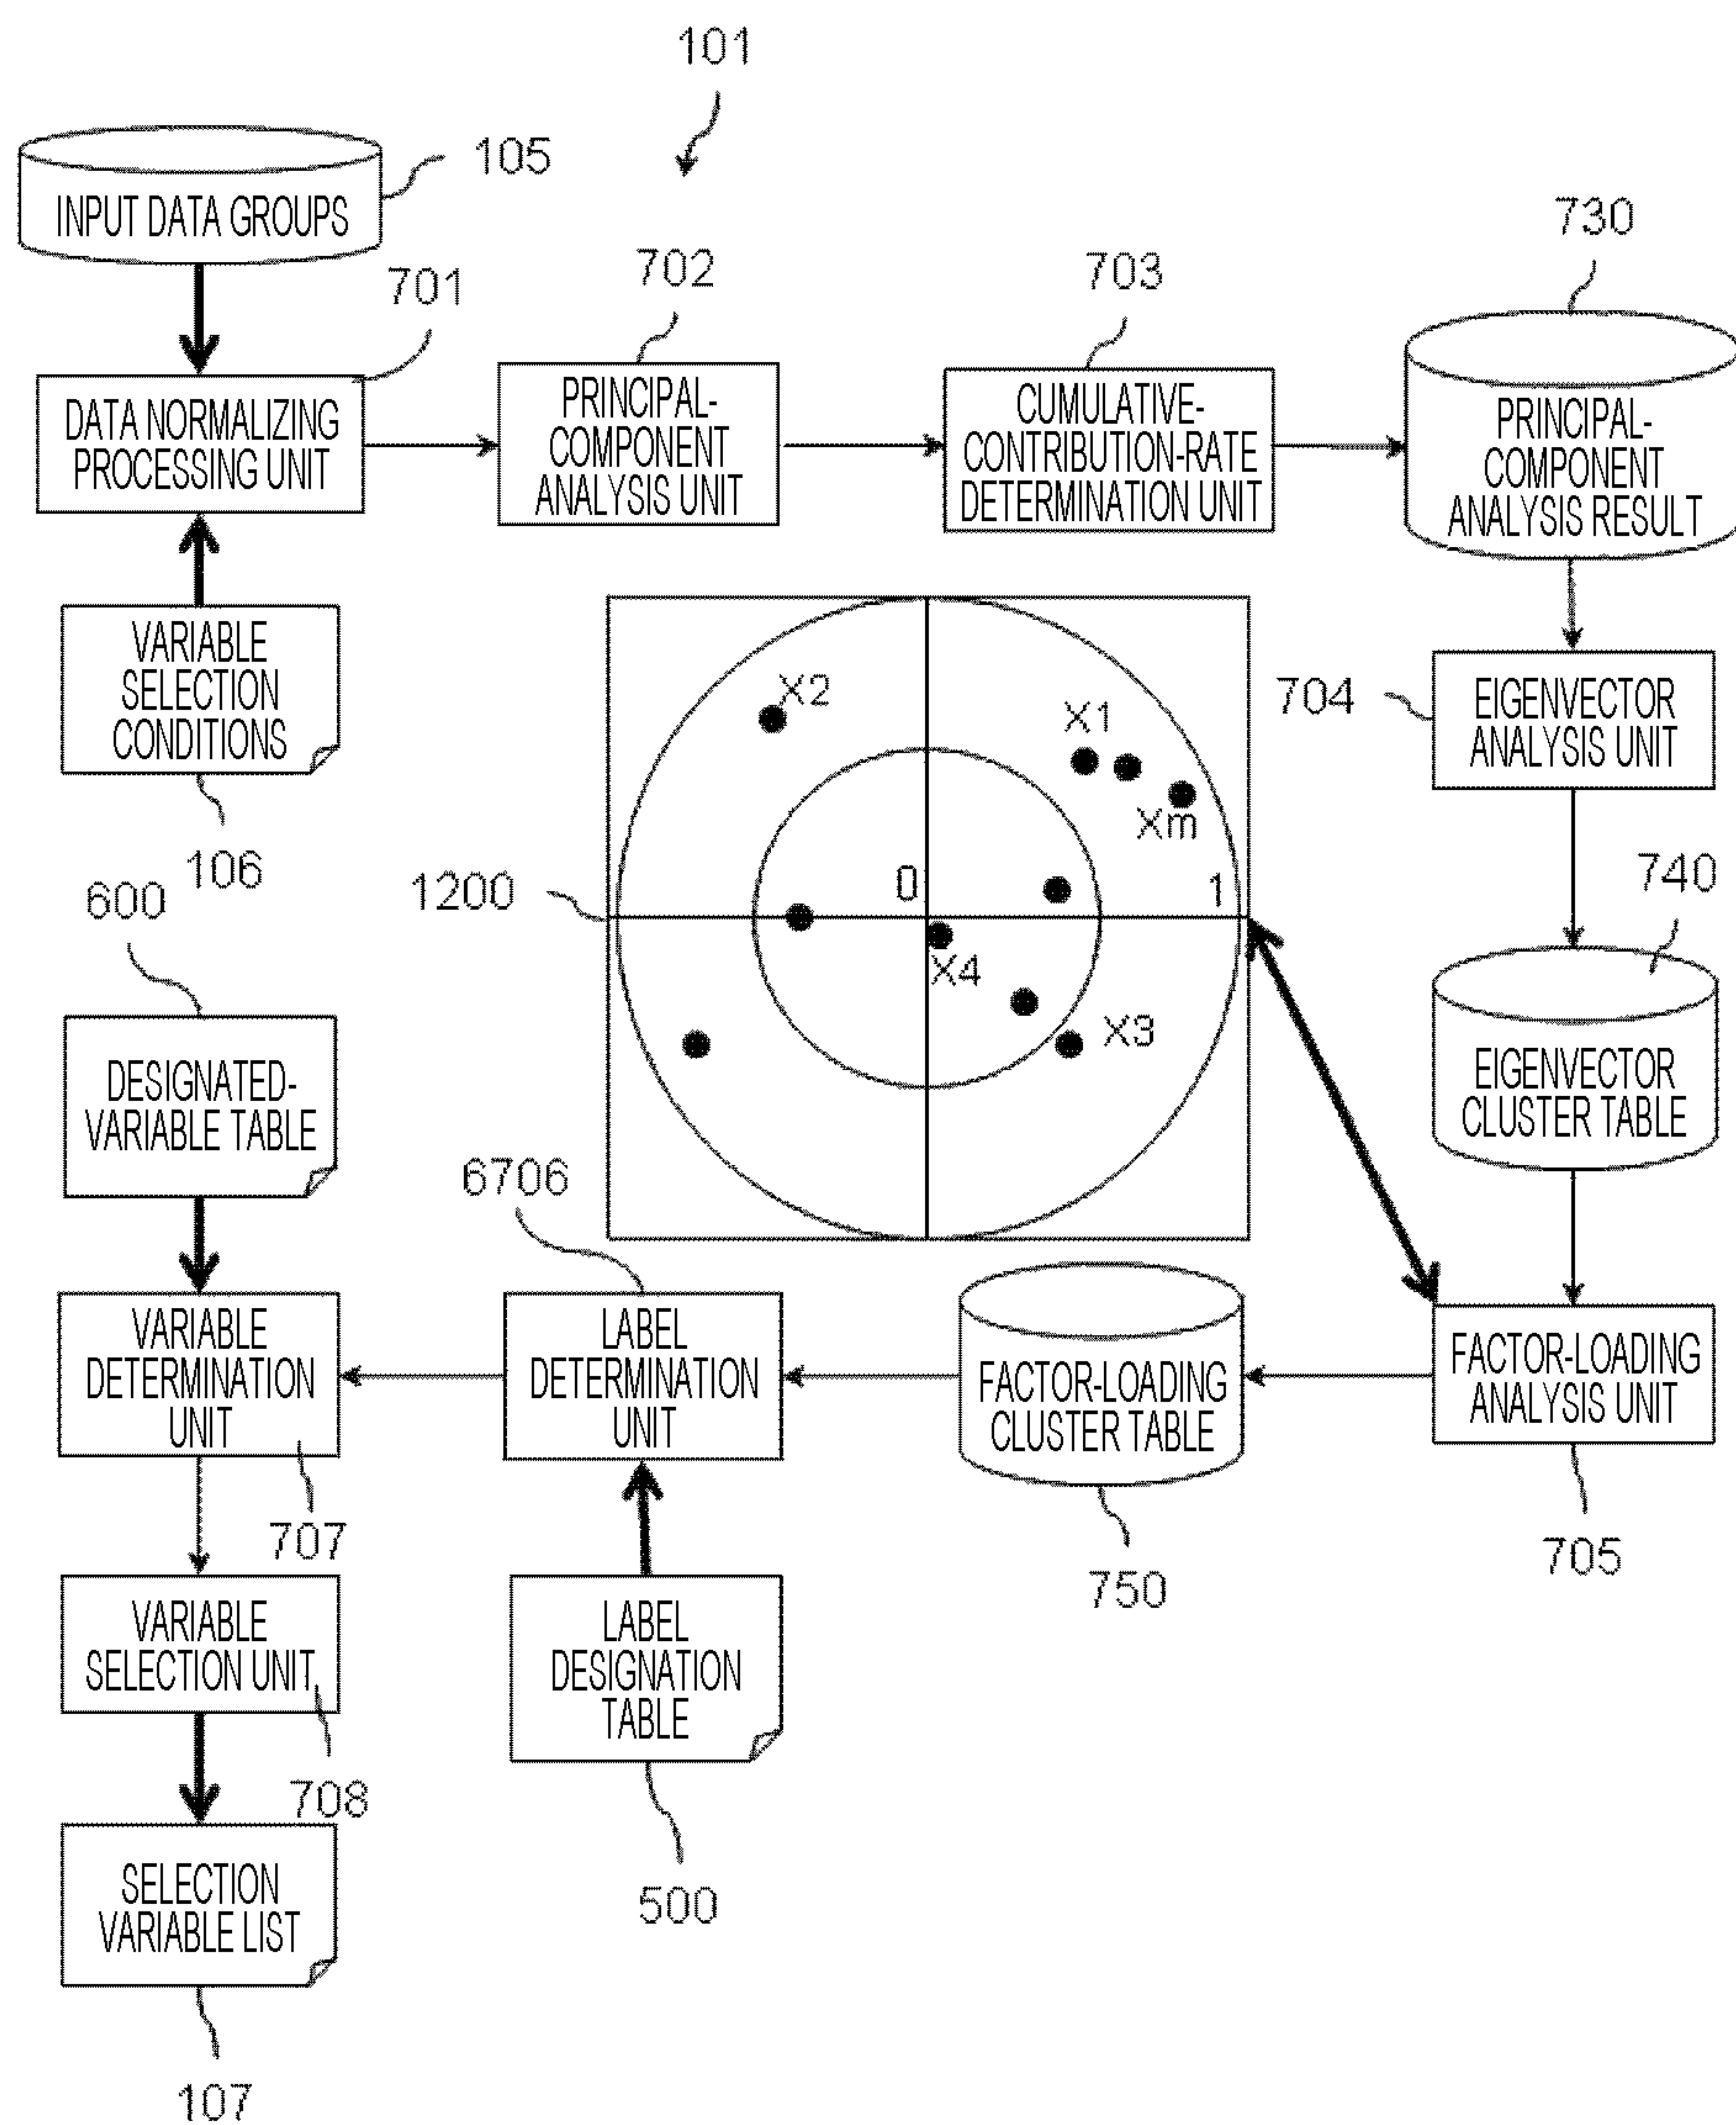 101
105
INPUT DATA GROUPS
730
701
702
703
DATA NORMALIZING
PROCESSING UNIT
PRINCIPAL-
COMPONENT
ANALYSIS UNIT
CUMULATIVE-
CONTRIBUTION-RATE
DETERMINATION UNIT
PRINCIPAL-
COMPONENT
ANALYSIS RESULT
VARIABLE
SELECTION
CONDITIONS
106
704
EIGENVECTOR
ANALYSIS UNIT
X2
X1
Xm
0
1
X4
X3
1200
740
EIGENVECTOR
CLUSTER TABLE
600
DESIGNATED-
VARIABLE TABLE
6706
VARIABLE
DETERMINATION
UNIT
707
LABEL
DETERMINATION
UNIT
FACTOR-LOADING
CLUSTER TABLE
750
FACTOR-LOADING
ANALYSIS UNIT
705
VARIABLE
SELECTION UNIT
708
LABEL
DESIGNATION
TABLE
500
SELECTION
VARIABLE LIST
107